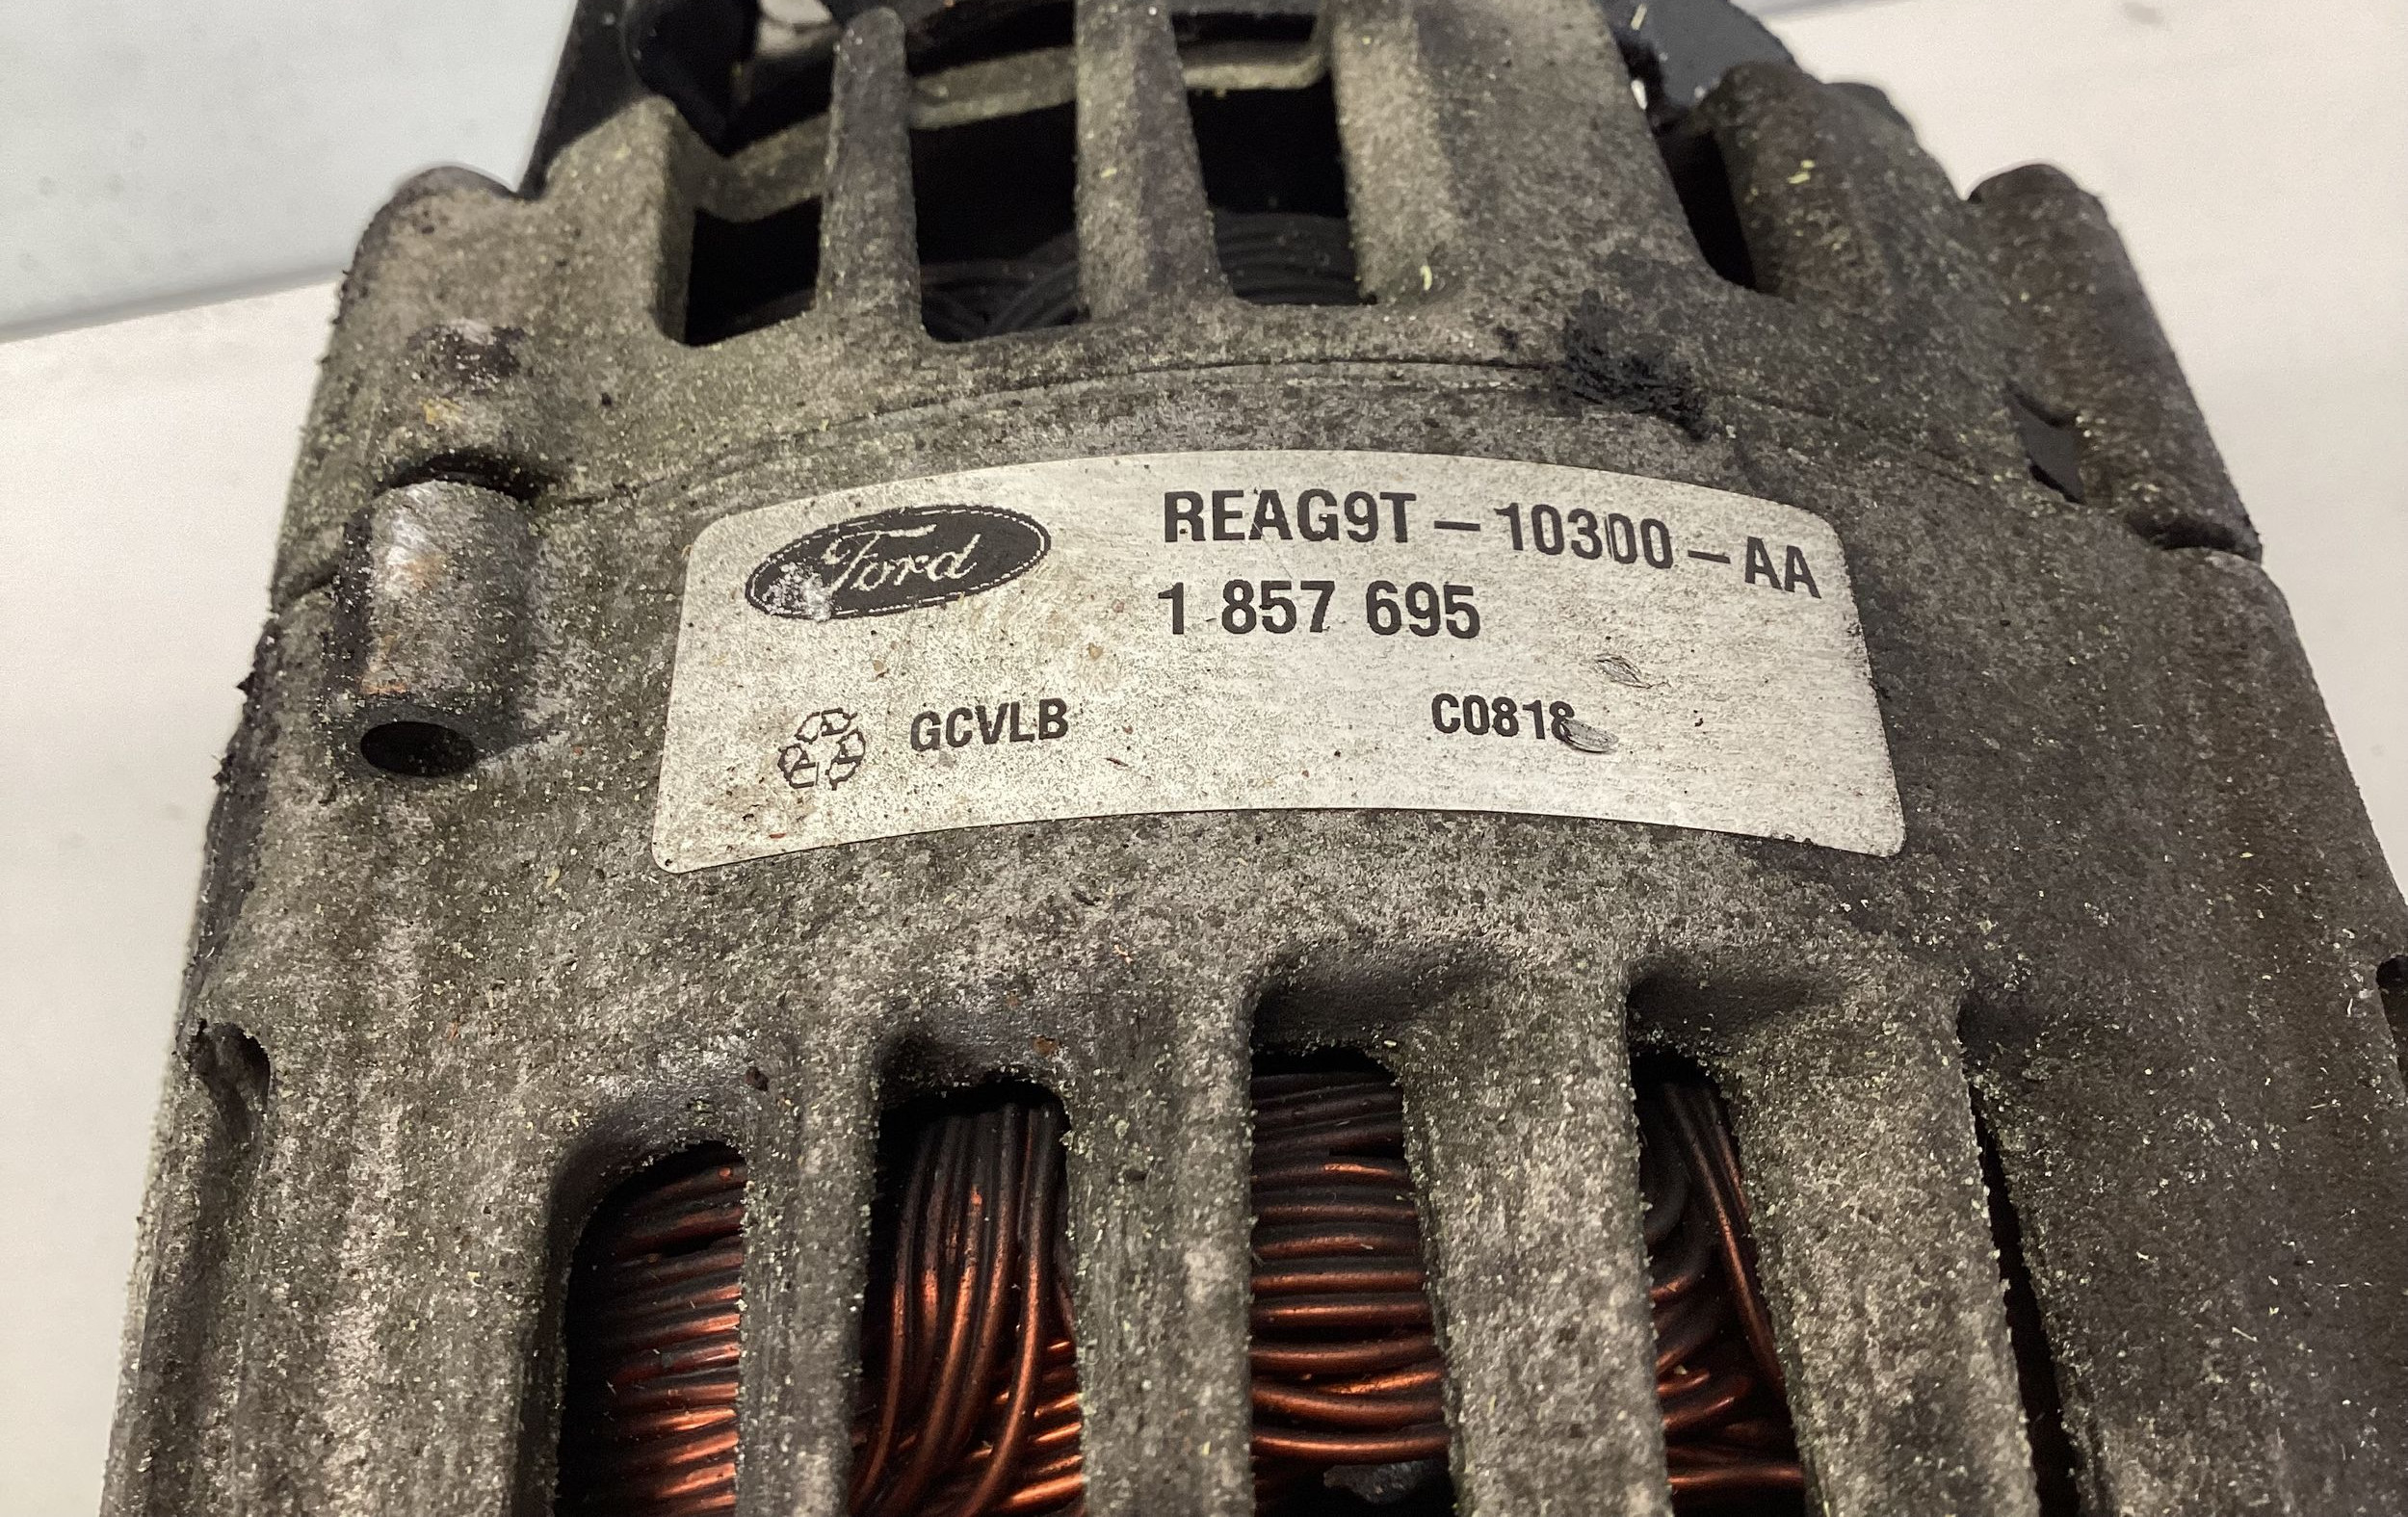 Ford
REAG9T-10300-AA
1 857 695
GCVLB
C0818